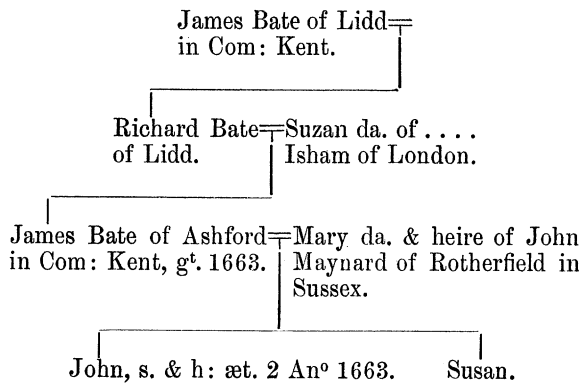 James Bate of Lidd
in Com: Kent.
Richard Bate
of Lidd.
Suzan da. of . . . .
Isham of London.
James Bate of Ashford
in Com: Kent, gt. 1663.
Mary da. & heire of John
Maynard of Rotherfield in
Sussex.
John, s. & h: æt. 2 Ano 1663.
Susan.